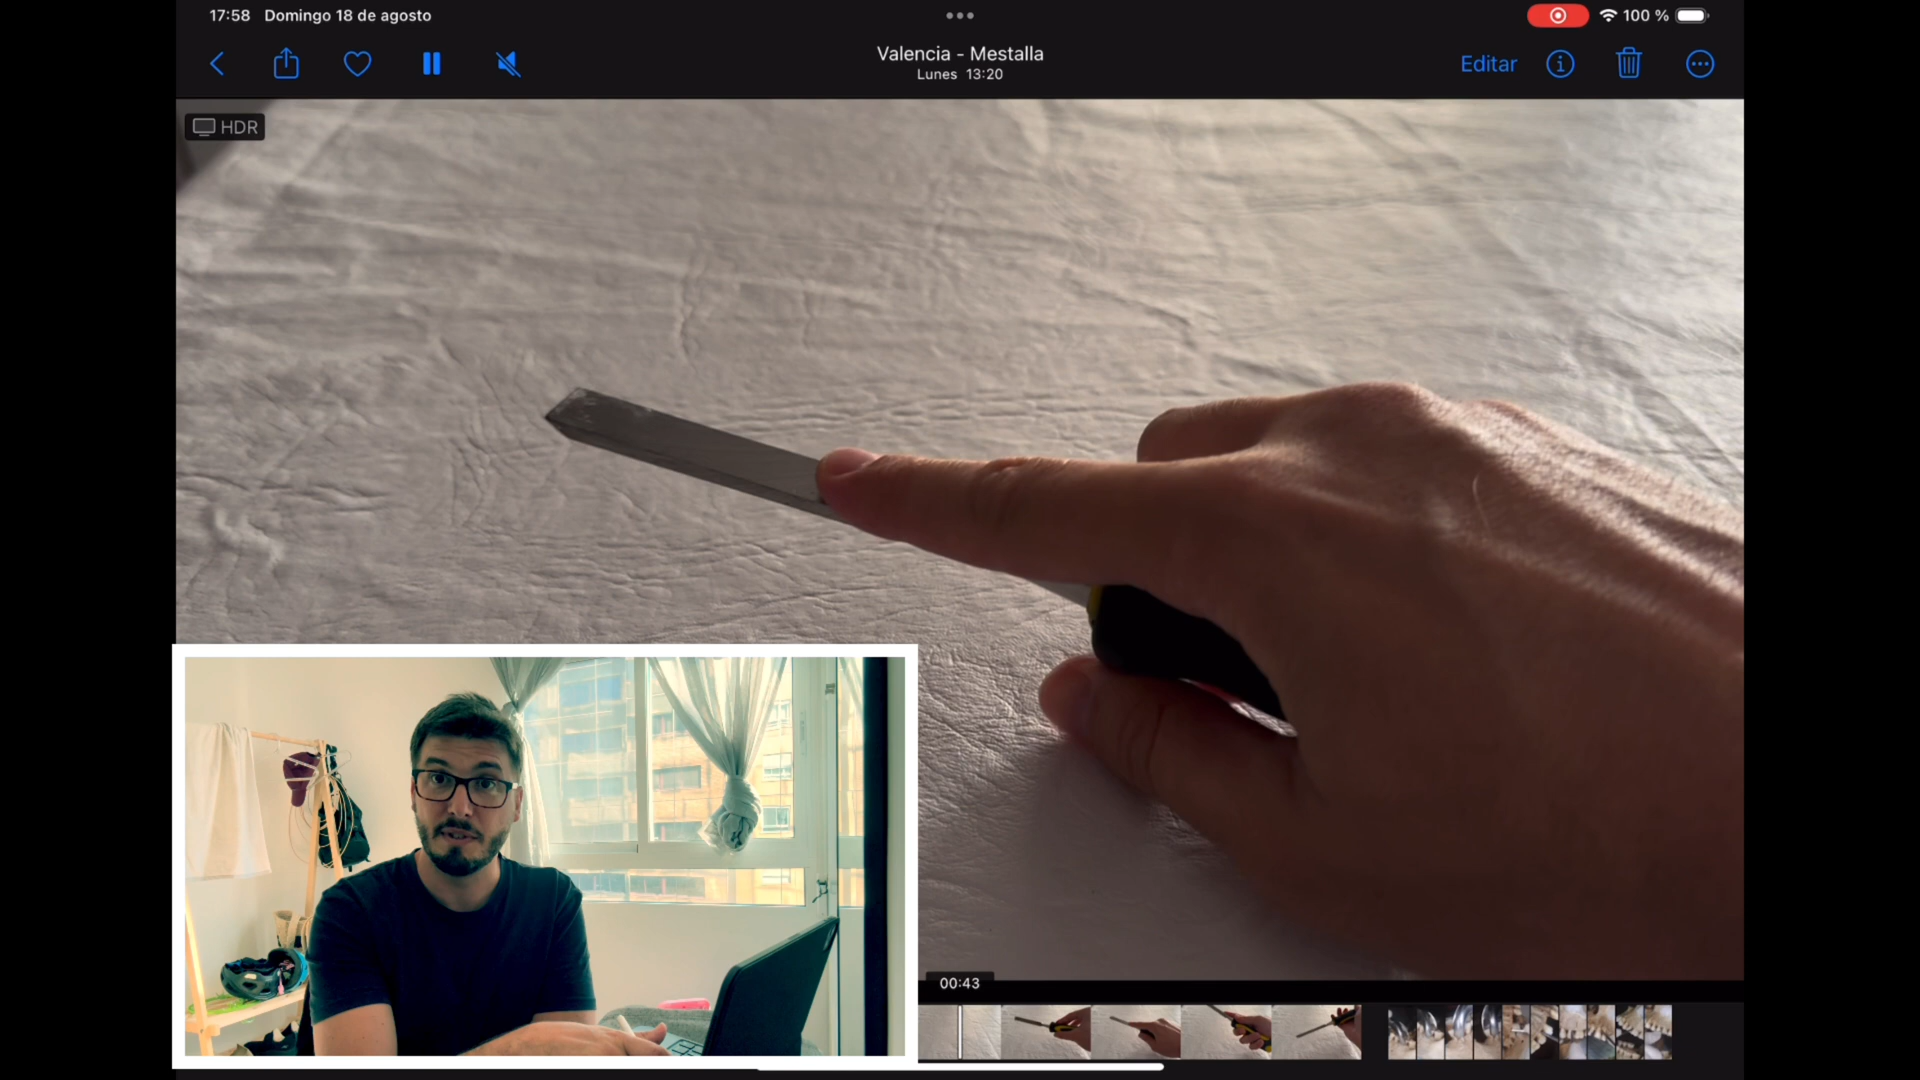 17:58 Domingo 18 de agosto
100 %
Valencia - Mestalla
Lunes 13:20
Editar
HDR
00:43